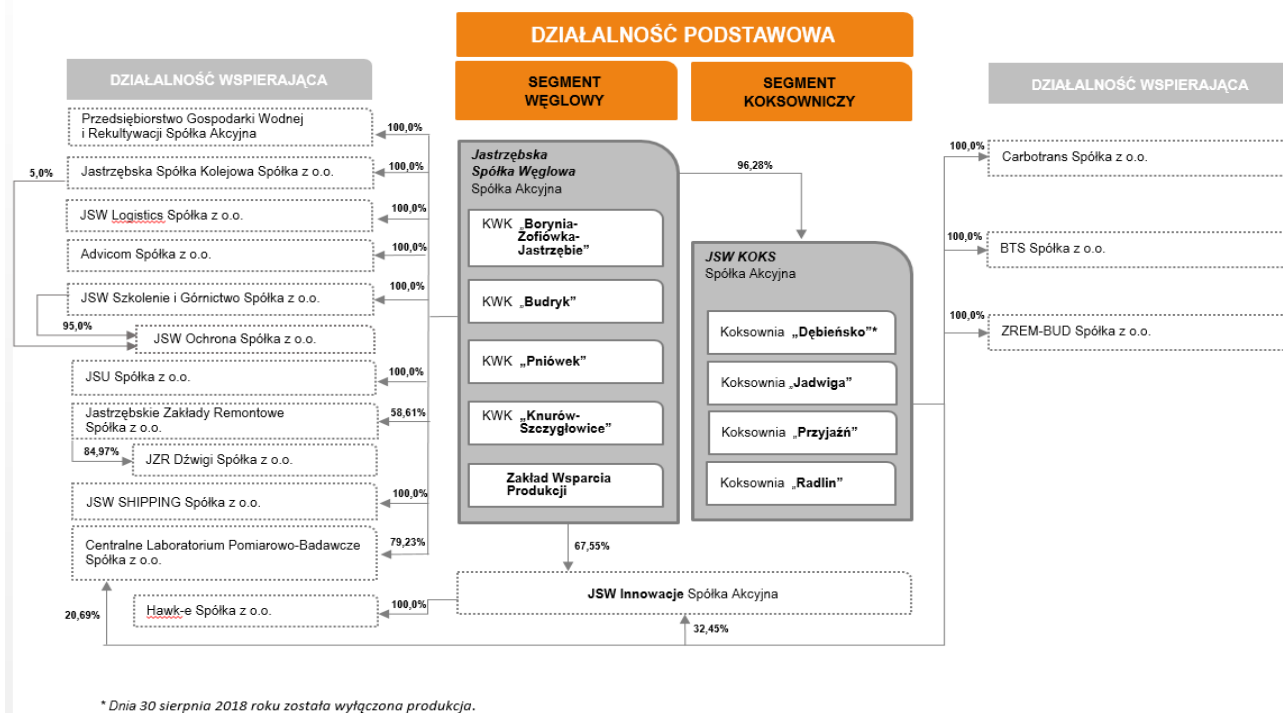 DZIAŁALNOŚĆ PODSTAWOWA
DZIAŁALNOŚĆ WSPIERAJĄCA
SEGMENT
WĘGLOWY
SEGMENT
KOKSOWNICZY
DZIAŁALNOŚĆ WSPIERAJĄCA
Przedsiębiorstwo Gospodarki Wodnej
i Rekultywacji Spółka Akcyjna
100,0%
5,0%
Jastrzębska Spółka Kolejowa Spółka z o.o.
100,0%
JSW Logistics Spółka z o.o.
100,0%
Advicom Spółka z o.o.
100,0%
JSW Szkolenie i Górnictwo Spółka z o.o.
100,0%
95,0%
JSW Ochrona Spółka z o.o.
JSU Spółka z o.o.
100,0%
Jastrzębskie Zakłady Remontowe
Spółka z o.o.
58,61%
84,97%
JZR Dźwigi Spółka z o.o.
JSW SHIPPING Spółka z o.o.
100,0%
Centralne Laboratorium Pomiarowo-Badawcze
Spółka z o.o.
79,23%
20,69%
Hawk-e Spółka z o.o.
100,0%
Jastrzębska
Spółka Węglowa
Spółka Akcyjna
KWK „Borynia-
Zofiówka-
Jastrzębie”
KWK „Budryk”
KWK „Pniówek”
KWK „Knurów-
Szczygłowice”
Zakład Wsparcia
Produkcji
96,28%
JSW KOKS
Spółka Akcyjna
Koksownia „Dębieńsko”*
Koksownia „Jadwiga”
Koksownia „Przyjaźń”
Koksownia „Radlin”
67,55%
JSW Innowacje Spółka Akcyjna
32,45%
100,0%
Carbotrans Spółka z o.o.
100,0%
BTS Spółka z o.o.
100,0%
ZREM-BUD Spółka z o.o.
* Dnia 30 sierpnia 2018 roku została wyłączona produkcja.